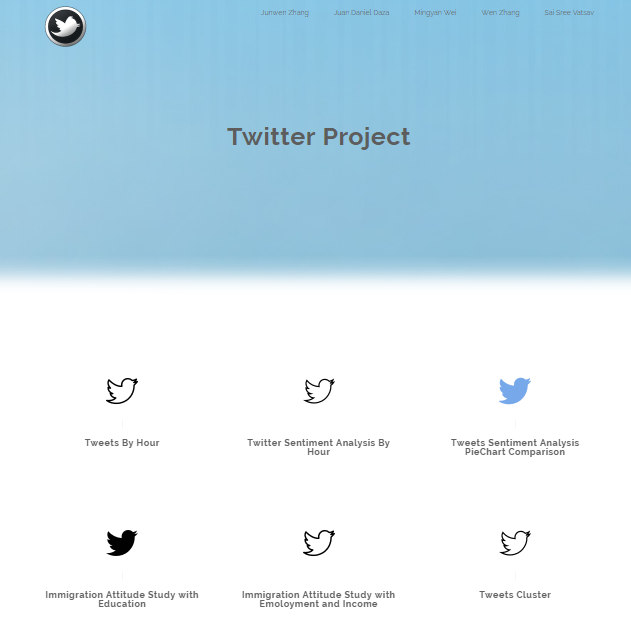 Junwen Zhang Juan Daniel Daza Mingyan Wei Wen Zhang Sai Sree Vatsav
Twitter Project
Tweets By Hour
Twitter Sentiment Analysis By
Hour
Tweets Sentiment Analysis
PieChart Comparison
Immigration Attitude Study with
Education
Immigration Attitude Study with
Emoloyment and Income
Tweets Cluster